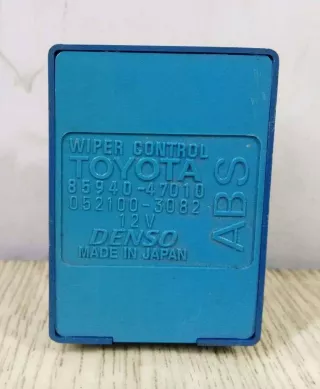 WIPER CONTROL
TOYOTA
85940-47010
052100-3082
12V
DENSO
MADE IN JAPAN
ABS